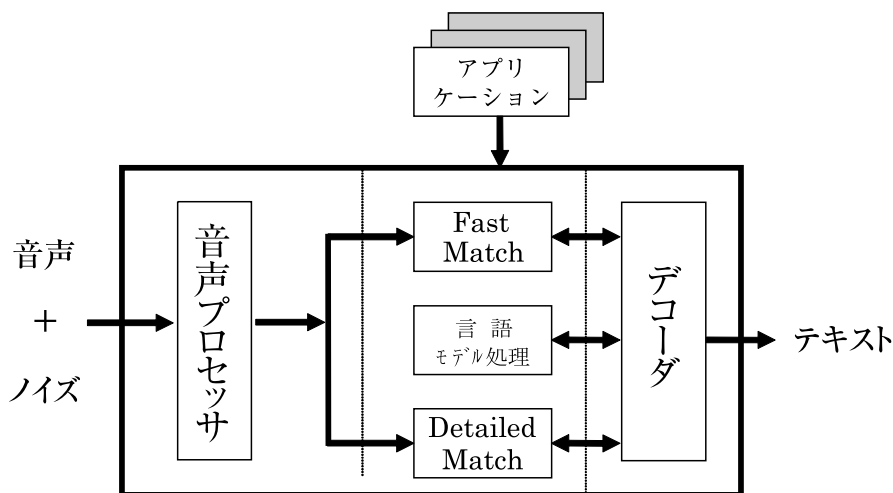 アプリ
ケーション
音声
+
ノイズ
音声プロセッサ
Fast
Match
言 語
モデル処理
Detailed
Match
デコーダ
テキスト